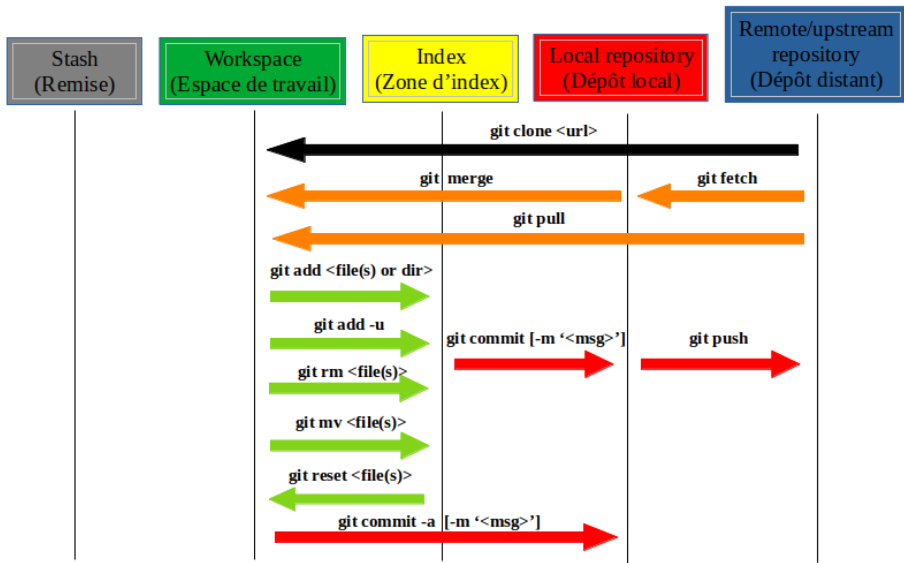 Stash
(Remise)
Workspace
(Espace de travail)
Index
(Zone d'index)
Local repository
(Dépôt local)
Remote/upstream
repository
(Dépôt distant)
git clone <url>
git merge
git fetch
git pull
git add <file(s) or dir>
git add -u
git commit [-m ‘<msg>’]
git push
git rm <file(s)>
git mv <file(s)>
git reset <file(s)>
git commit -a [-m ‘<msg>’]